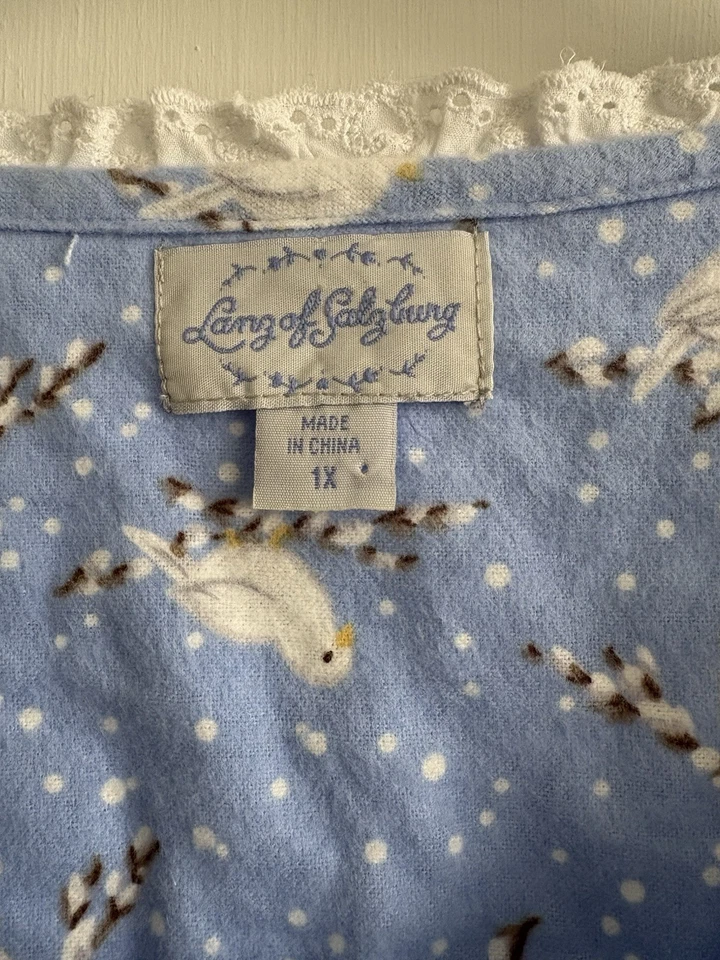 Lanz of Salzburg
MADE
IN CHINA
1X